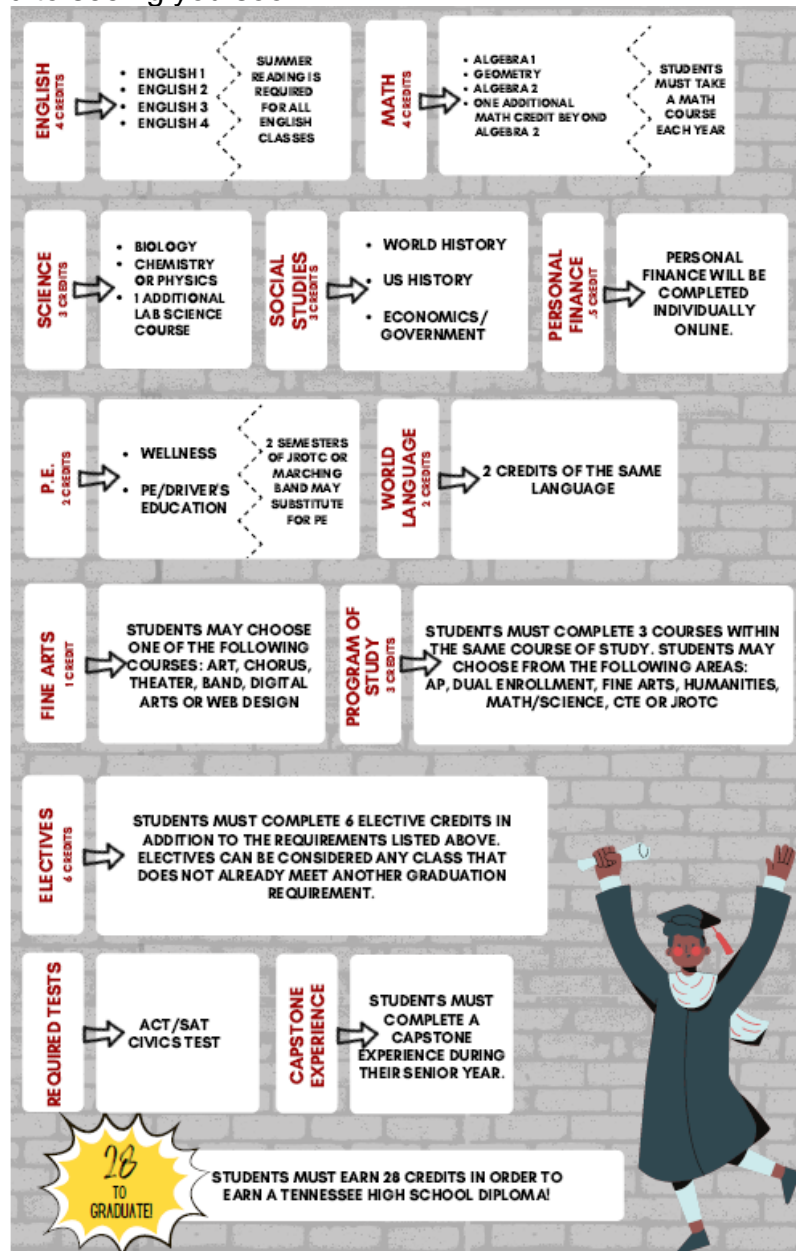 ENGLISH
4 CREDITS
• ENGLISH 1
• ENGLISH 2
• ENGLISH 3
• ENGLISH 4
SUMMER
READING IS
REQUIRED
FOR ALL
ENGLISH
CLASSES
MATH
4 CREDITS
• ALGEBRA 1
• GEOMETRY
• ALGEBRA 2
• ONE ADDITIONAL
MATH CREDIT BEYOND
ALGEBRA 2
STUDENTS
MUST TAKE
A MATH
COURSE
EACH YEAR
SCIENCE
3 CREDITS
• BIOLOGY
• CHEMISTRY
OR PHYSICS
• 1 ADDITIONAL
LAB SCIENCE
COURSE
SOCIAL
STUDIES
3 CREDITS
• WORLD HISTORY
• US HISTORY
• ECONOMICS/
GOVERNMENT
PERSONAL
FINANCE
.5 CREDIT
PERSONAL
FINANCE WILL BE
COMPLETED
INDIVIDUALLY
ONLINE.
P.E.
2 CREDITS
• WELLNESS
• PE/DRIVER'S
EDUCATION
2 SEMESTERS
OF JROTC OR
MARCHING
BAND MAY
SUBSTITUTE
FOR PE
WORLD
LANGUAGE
2 CREDITS
2 CREDITS OF THE SAME
LANGUAGE
FINE ARTS
1 CREDIT
STUDENTS MAY CHOOSE
ONE OF THE FOLLOWING
COURSES: ART, CHORUS,
THEATER, BAND, DIGITAL
ARTS OR WEB DESIGN
PROGRAM OF
STUDY
3 CREDITS
STUDENTS MUST COMPLETE 3 COURSES WITHIN
THE SAME COURSE OF STUDY. STUDENTS MAY
CHOOSE FROM THE FOLLOWING AREAS:
AP, DUAL ENROLLMENT, FINE ARTS, HUMANITIES,
MATH/SCIENCE, CTE OR JROTC
ELECTIVES
6 CREDITS
STUDENTS MUST COMPLETE 6 ELECTIVE CREDITS IN
ADDITION TO THE REQUIREMENTS LISTED ABOVE.
ELECTIVES CAN BE CONSIDERED ANY CLASS THAT
DOES NOT ALREADY MEET ANOTHER GRADUATION
REQUIREMENT.
REQUIRED TESTS
ACT/SAT
CIVICS TEST
CAPSTONE
EXPERIENCE
STUDENTS MUST
COMPLETE A
CAPSTONE
EXPERIENCE DURING
THEIR SENIOR YEAR.
28
TO
GRADUATE!
STUDENTS MUST EARN 28 CREDITS IN ORDER TO
EARN A TENNESSEE HIGH SCHOOL DIPLOMA!